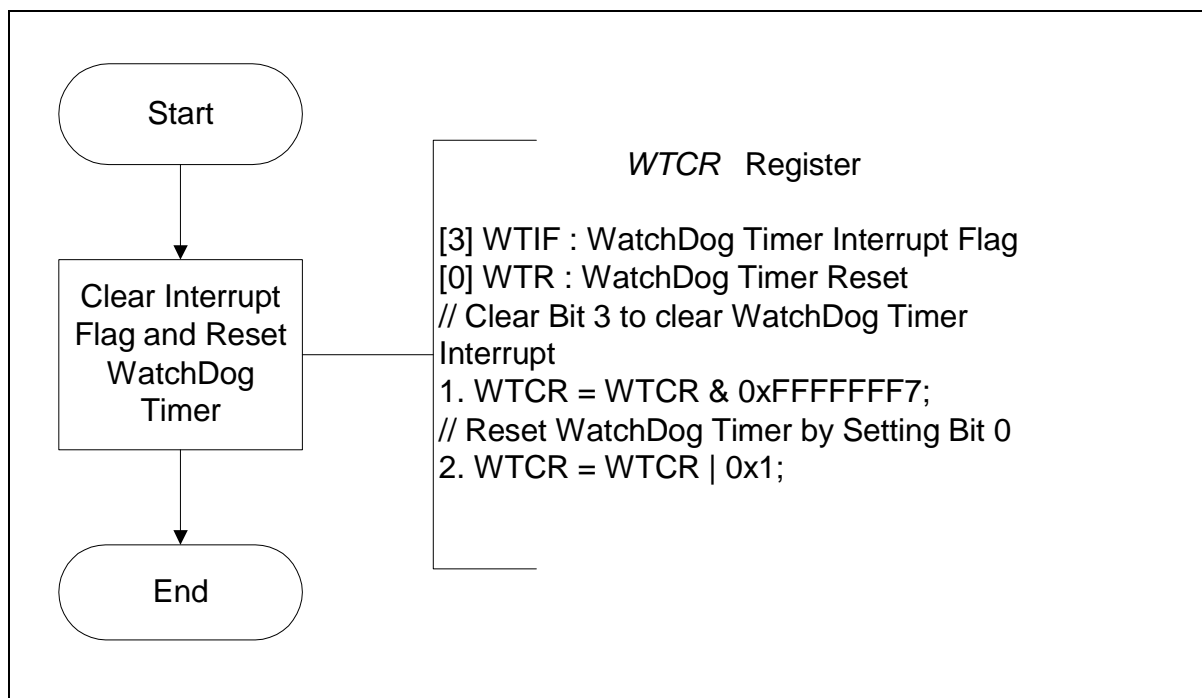 Start
Clear Interrupt
Flag and Reset
WatchDog
Timer
End
WTCR Register
[3] WTIF : WatchDog Timer Interrupt Flag
[0] WTR : WatchDog Timer Reset
// Clear Bit 3 to clear WatchDog Timer
Interrupt
1. WTCR = WTCR & 0xFFFFFFF7;
// Reset WatchDog Timer by Setting Bit 0
2. WTCR = WTCR | 0x1;